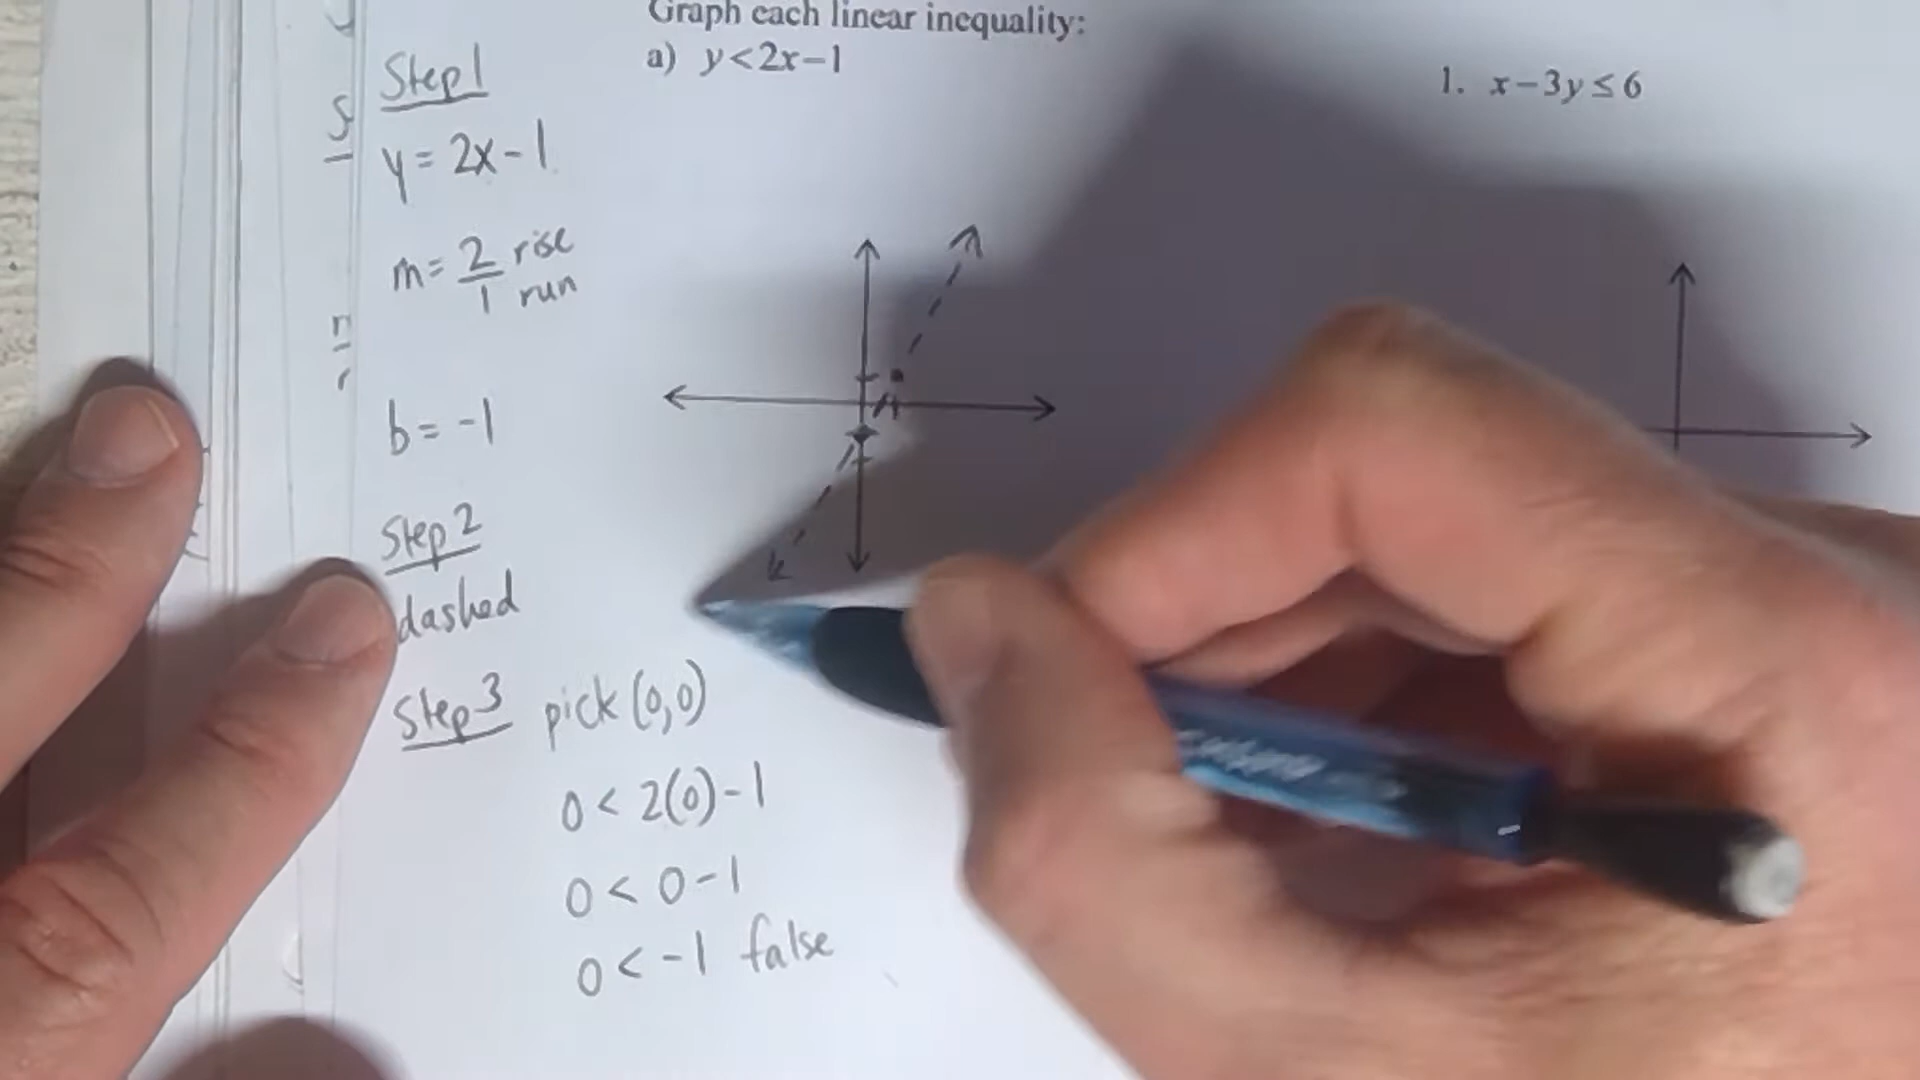 Graph each linear inequality:
a) y<2x−1
Step 1
y = 2x - 1
m = 2/1 rise run
b = -1
Step 2
dashed
Step 3 pick (0,0)
0 < 2(0) - 1
0 < 0 - 1
0 < -1 false
1. x−3y≤6